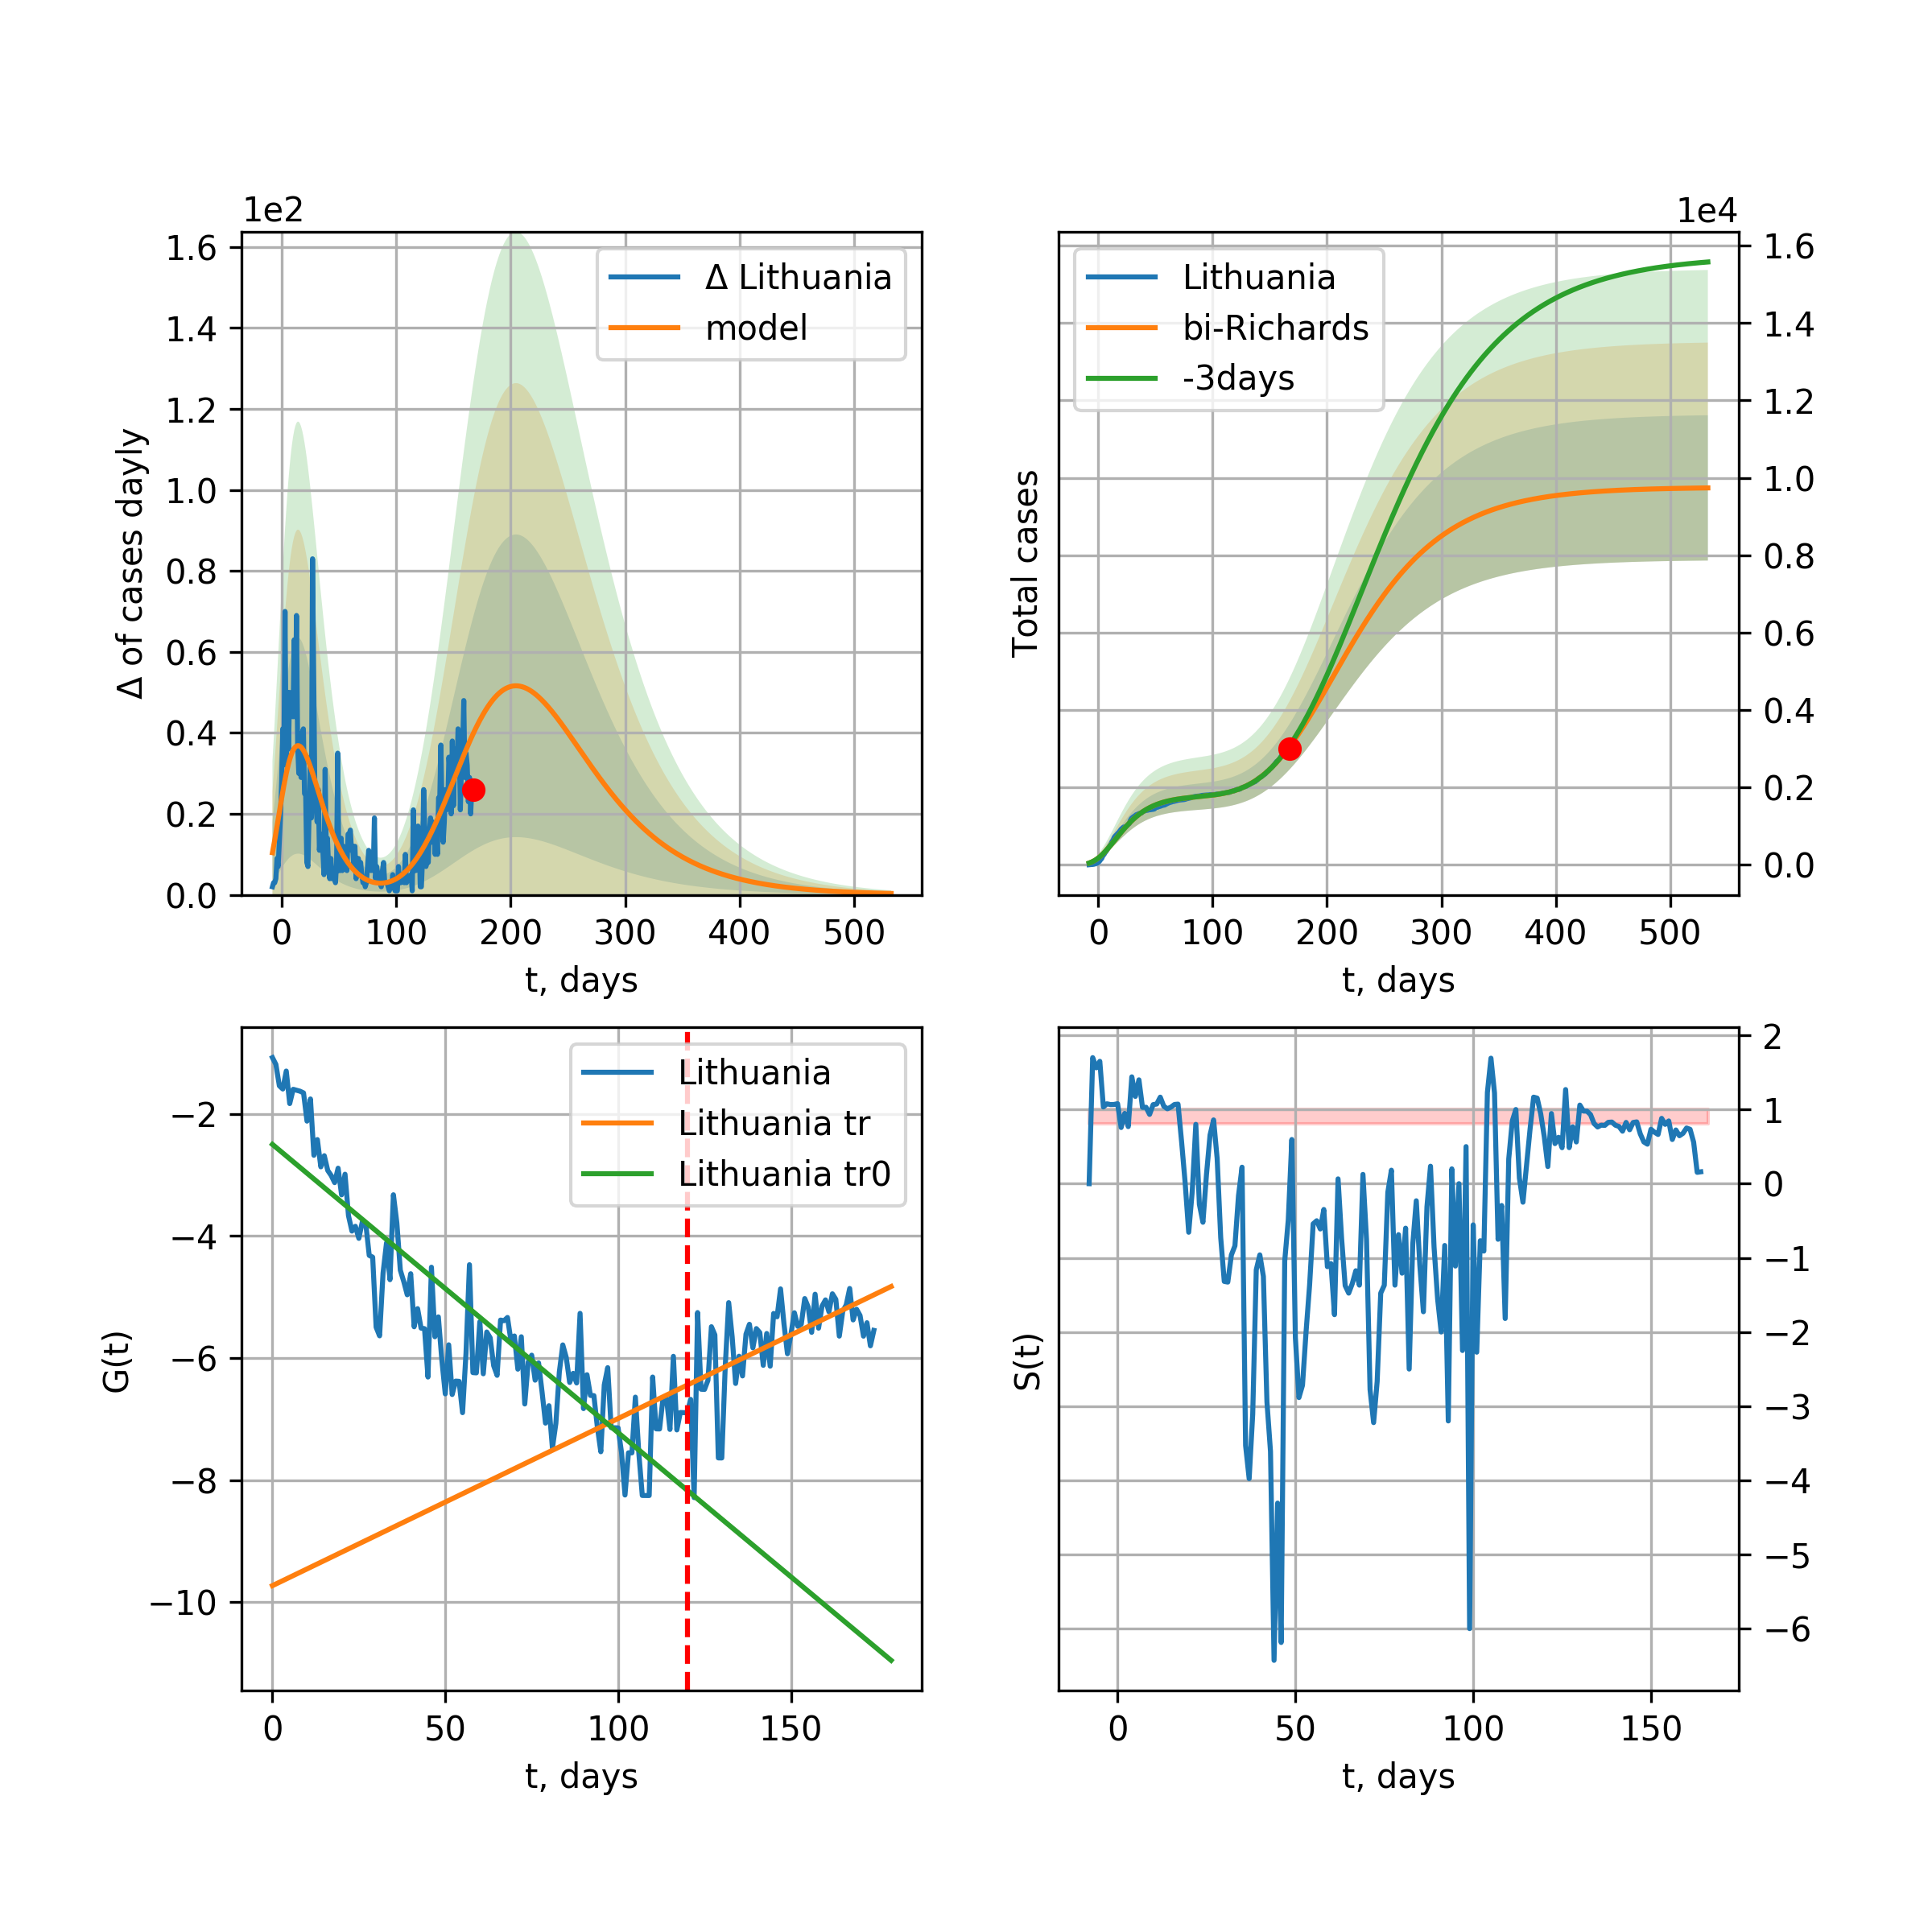 1e2
1.6
1.4
1.2
1.0
0.8
0.6
0.4
0.2
0.0
Δ of cases dayly
Δ Lithuania
model
0 100 200 300 400 500
t, days
1e4
1.6
1.4
1.2
1.0
0.8
0.6
0.4
0.2
0.0
Total cases
Lithuania
bi-Richards
-3days
0 100 200 300 400 500
t, days
−2
−4
−6
−8
−10
G(t)
Lithuania
Lithuania tr
Lithuania tr0
0 50 100 150
t, days
2
1
0
−1
−2
−3
−4
−5
−6
S(t)
0 50 100 150
t, days